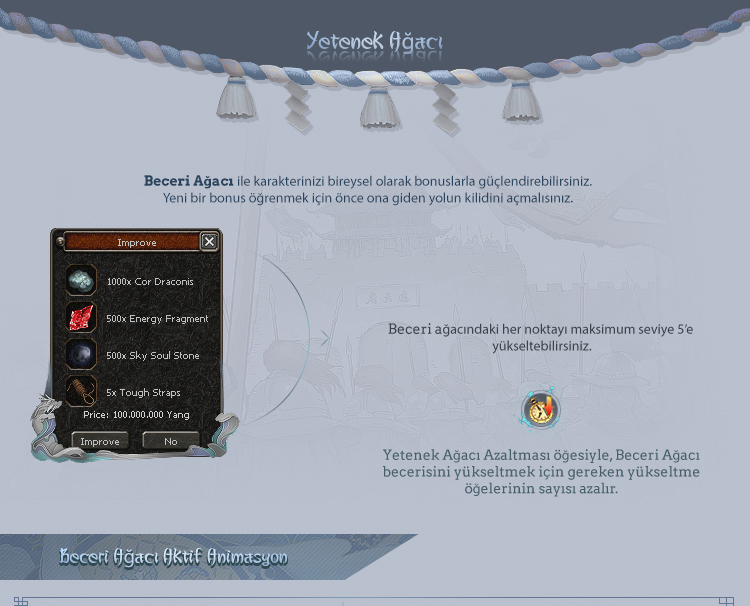 Yetenek Ağacı
Beceri Ağacı ile karakterinizi bireysel olarak bonuslarla güçlendirebilirsiniz.
Yeni bir bonus öğrenmek için önce ona giden yolun kilidini açmalısınız.
Improve
1000x Cor Draconis
500x Energy Fragment
500x Sky Soul Stone
5x Tough Straps
Price: 100.000.000 Yang
Improve
No
Beceri ağacındaki her noktayı maksimum seviye 5'e
yükseltebilirsiniz.
Yetenek Ağacı Azaltması öğesiyle, Beceri Ağacı
becerisini yükseltmek için gereken yükseltme
öğelerinin sayısı azalır.
Beceri Ağacı Aktif Animasyon